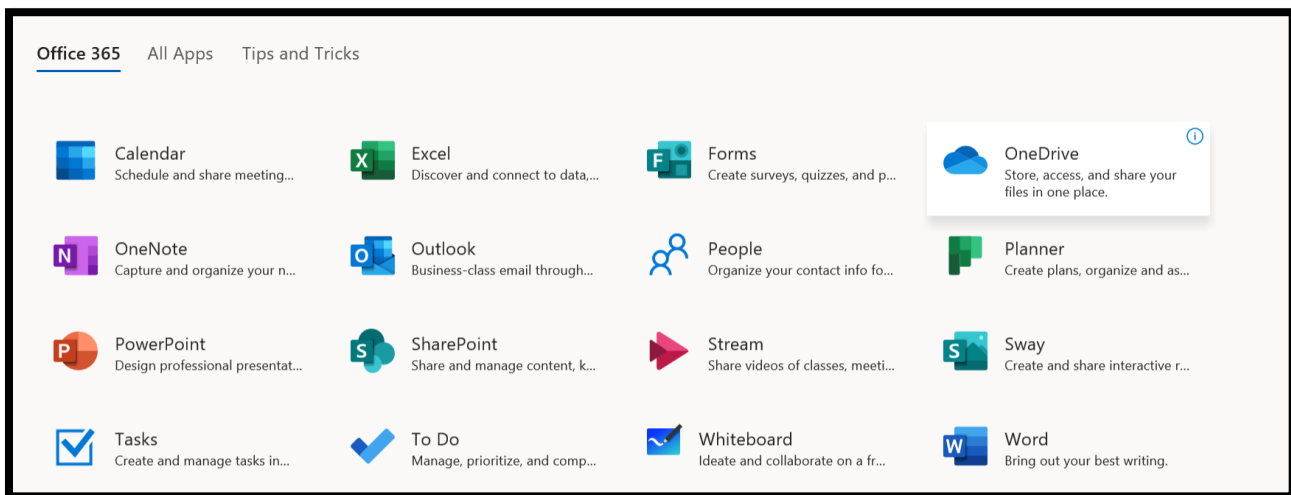 Office 365 All Apps Tips and Tricks
Calendar
Schedule and share meeting...
Excel
Discover and connect to data,...
F
Forms
Create surveys, quizzes, and p...
OneDrive
Store, access, and share your
files in one place.
N
OneNote
Capture and organize your n...
O
Outlook
Business-class email through...
People
Organize your contact info fo...
Planner
Create plans, organize and as...
P
PowerPoint
Design professional presentat...
S
SharePoint
Share and manage content, k...
Stream
Share videos of classes, meeti...
S
Sway
Create and share interactive r...
Tasks
Create and manage tasks in...
To Do
Manage, prioritize, and comp...
Whiteboard
Ideate and collaborate on a fr...
W
Word
Bring out your best writing.